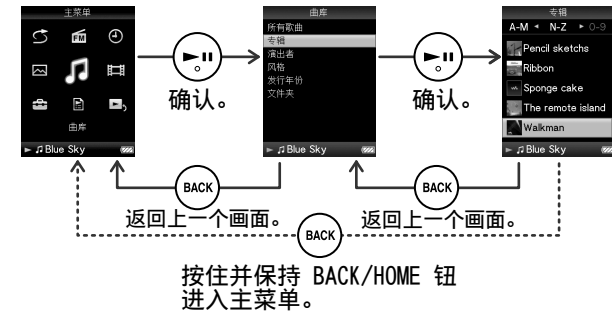 主菜单
FM
曲库
Blue Sky
确认。
曲库
所有歌曲
专辑
演出者
风格
发行年份
文件夹
Blue Sky
确认。
专辑
A-M N-Z 0-9
Pencil sketchs
Ribbon
Sponge cake
The remote island
Walkman
Blue Sky
BACK
返回上一个画面。
BACK
返回上一个画面。
BACK
按住并保持 BACK/HOME 钮
进入主菜单。